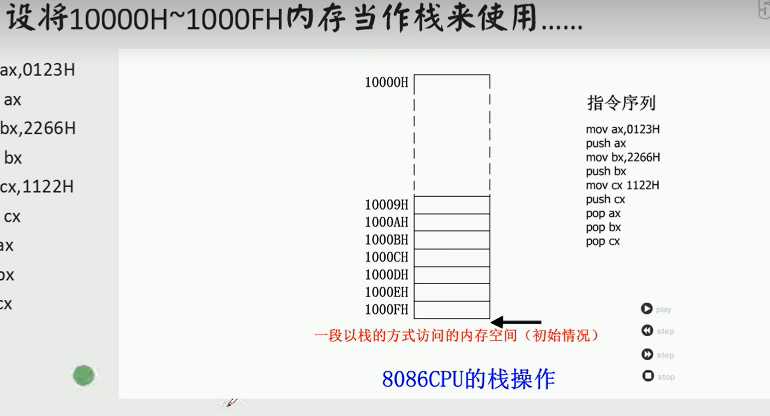 设将10000H~1000FH内存当作栈来使用......
ax,0123H
ax
bx,2266H
bx
cx,1122H
cx
ax
bx
cx
10000H
10009H
1000AH
1000BH
1000CH
1000DH
1000EH
1000FH
一段以栈的方式访问的内存空间（初始情况）
8086CPU的栈操作
指令序列
mov ax,0123H
push ax
mov bx,2266H
push bx
mov cx 1122H
push cx
pop ax
pop bx
pop cx
play
step
step
stop